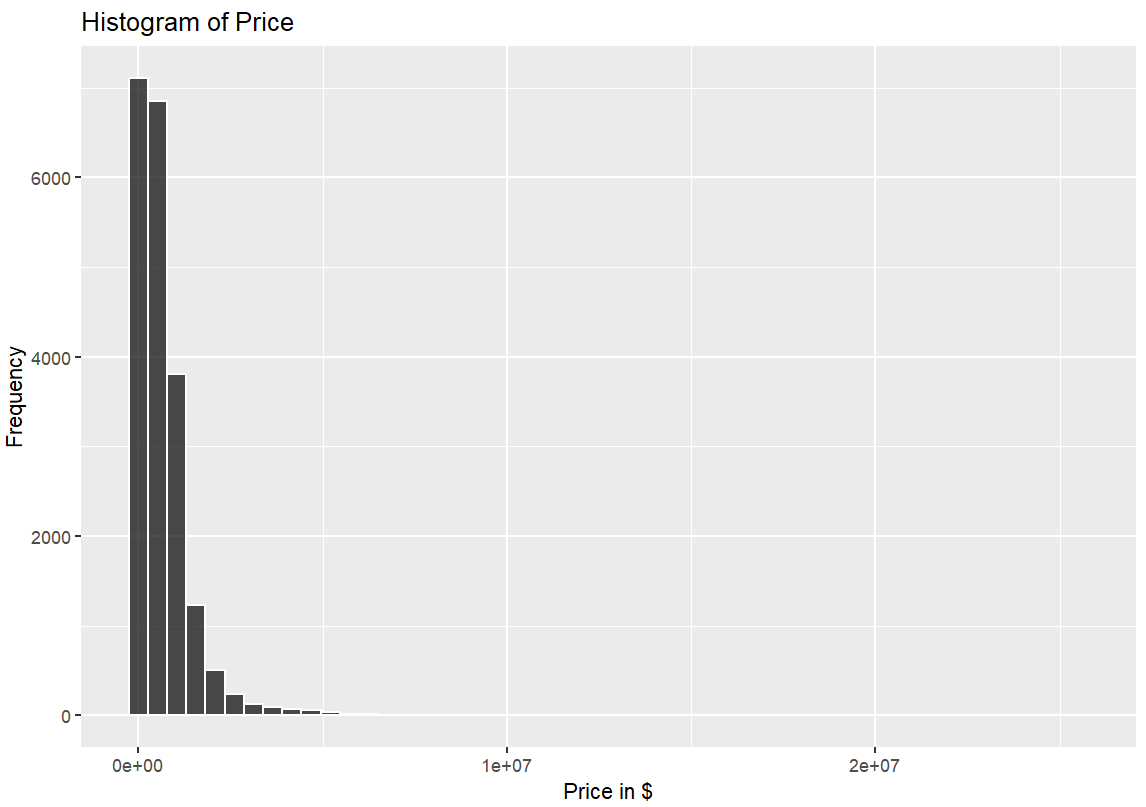 Histogram of Price
Frequency
6000
4000
2000
0
0e+00
1e+07
2e+07
Price in $